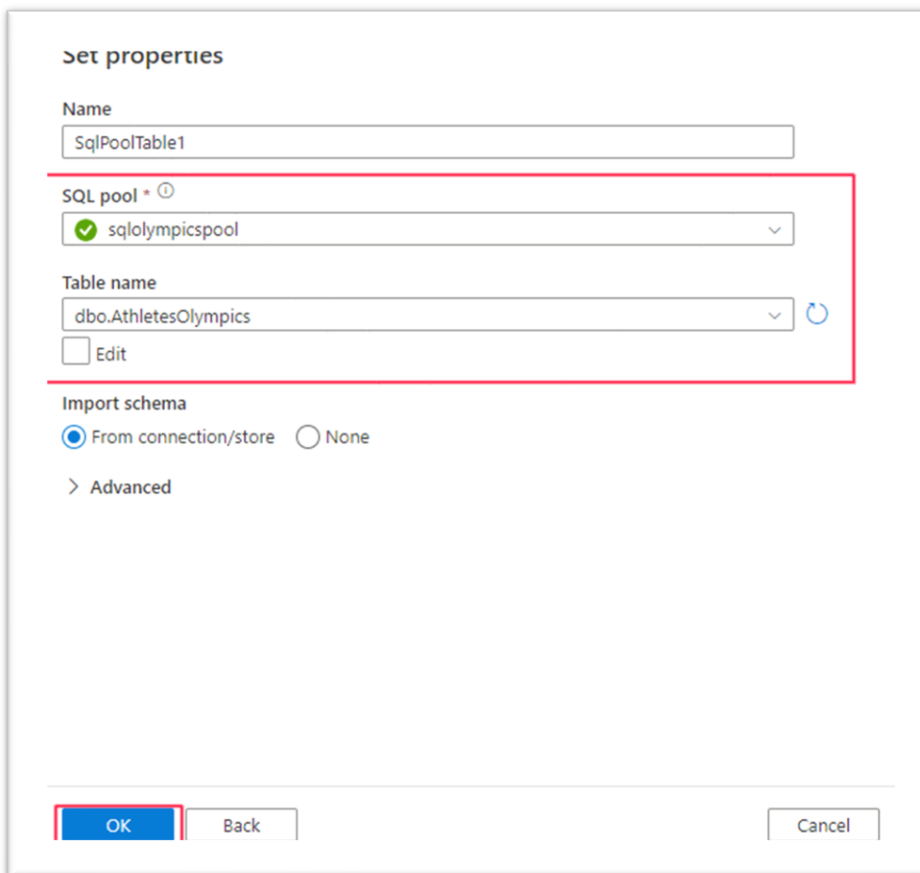 Set properties
Name
SqlPoolTable1
SQL pool *
sqlolympicspool
Table name
dbo.AthletesOlympics
Edit
Import schema
From connection/store None
Advanced
OK Back Cancel